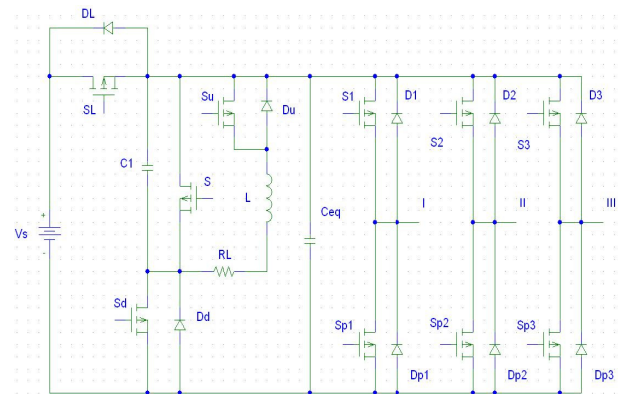 DL
SL
Su
Du
S1
D1
D2
D3
S2
S3
C1
S
L
Ceq
I
II
III
+
Vs
-
RL
Sd
Dd
Sp1
Sp2
Sp3
Dp1
Dp2
Dp3